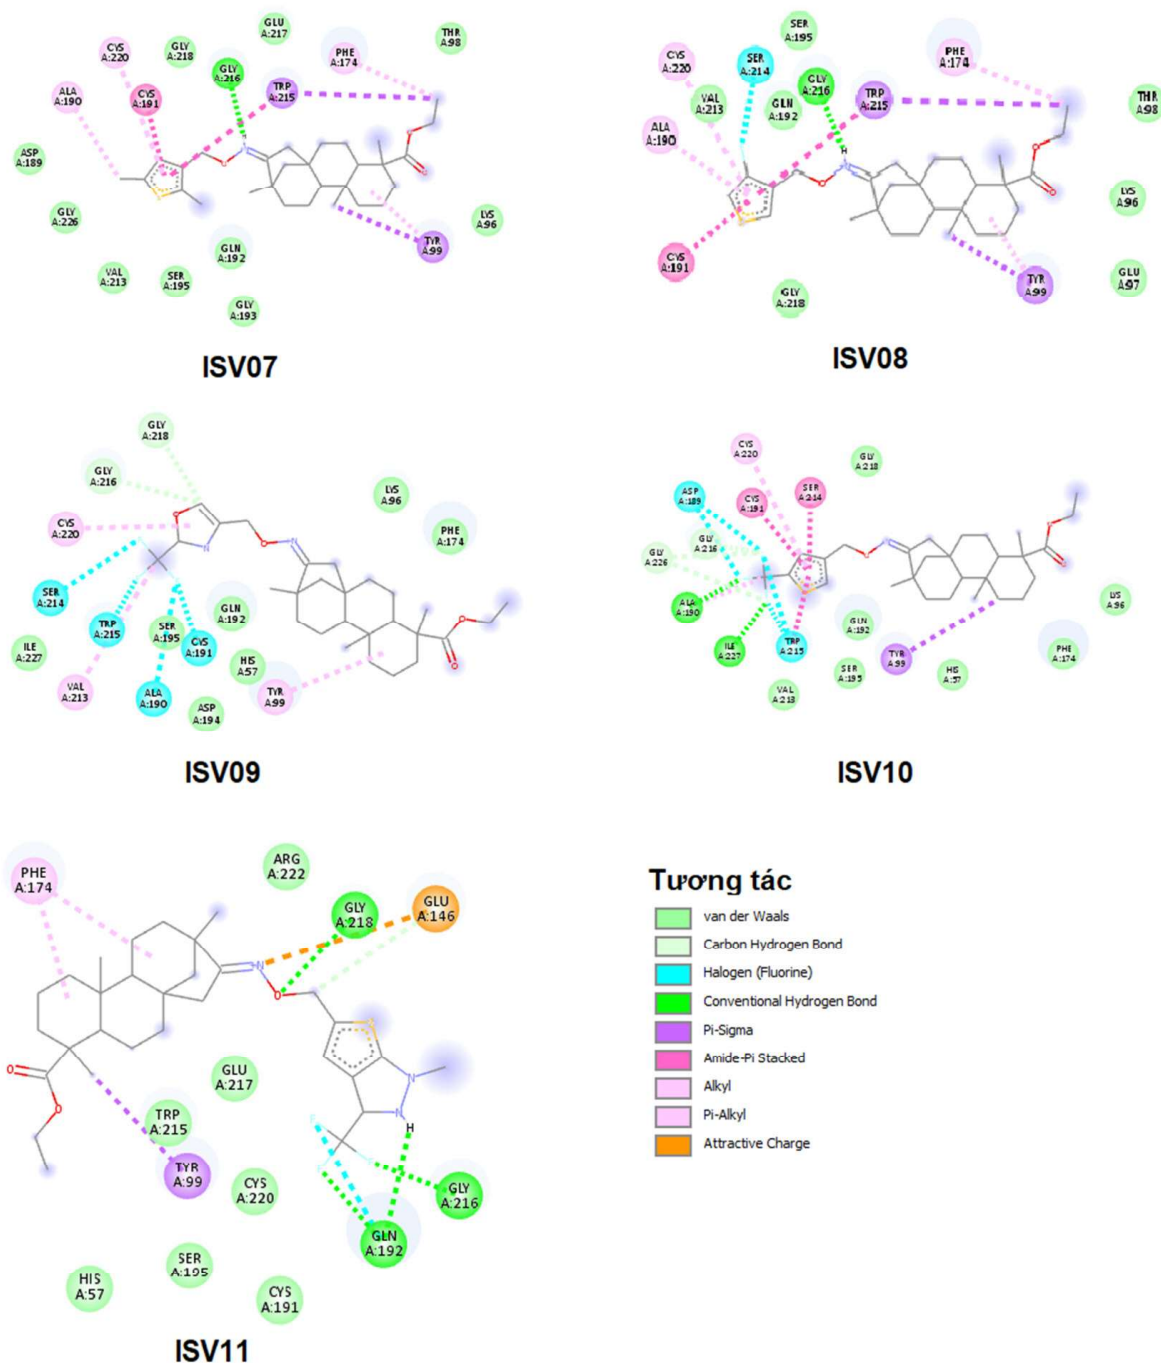 CYS
A:220
GLY
A:218
GLU
A:217
THR
A:98
PHE
A:174
GLY
A:216
TRP
A:215
CYS
A:191
ALA
A:190
H
N
O
O
O
S
ASP
A:189
GLY
A:226
VAL
A:213
SER
A:195
GLN
A:192
GLY
A:193
LYS
A:96
TYR
A:99
ISV07
SER
A:195
CYS
A:220
SER
A:214
PHE
A:174
GLY
A:216
TRP
A:215
VAL
A:213
GLN
A:192
THR
A:98
ALA
A:190
H
N
O
O
O
S
LYS
A:96
CYS
A:191
GLY
A:218
TYR
A:99
GLU
A:97
ISV08
GLY
A:218
GLY
A:216
LYS
A:96
PHE
A:174
CYS
A:220
O
N
O
N
SER
A:214
TRP
A:215
SER
A:195
GLN
A:192
CYS
A:191
ILE
A:227
HIS
A:57
VAL
A:213
ALA
A:190
ASP
A:194
TYR
A:99
O
O
ISV09
CYS
A:220
GLY
A:218
ASP
A:189
CYS
A:191
SER
A:214
GLY
A:226
GLY
A:216
O
N
O
O
ALA
A:190
ILE
A:227
TRP
A:215
GLN
A:192
SER
A:195
VAL
A:213
TYR
A:99
HIS
A:57
PHE
A:174
LYS
A:96
ISV10
PHE
A:174
ARG
A:222
GLY
A:218
GLU
A:146
N
O
S
N
N
H
O
O
GLU
A:217
TRP
A:215
TYR
A:99
CYS
A:220
GLY
A:216
GLN
A:192
SER
A:195
HIS
A:57
CYS
A:191
ISV11
Tương tác
van der Waals
Carbon Hydrogen Bond
Halogen (Fluorine)
Conventional Hydrogen Bond
Pi-Sigma
Amide-Pi Stacked
Alkyl
Pi-Alkyl
Attractive Charge